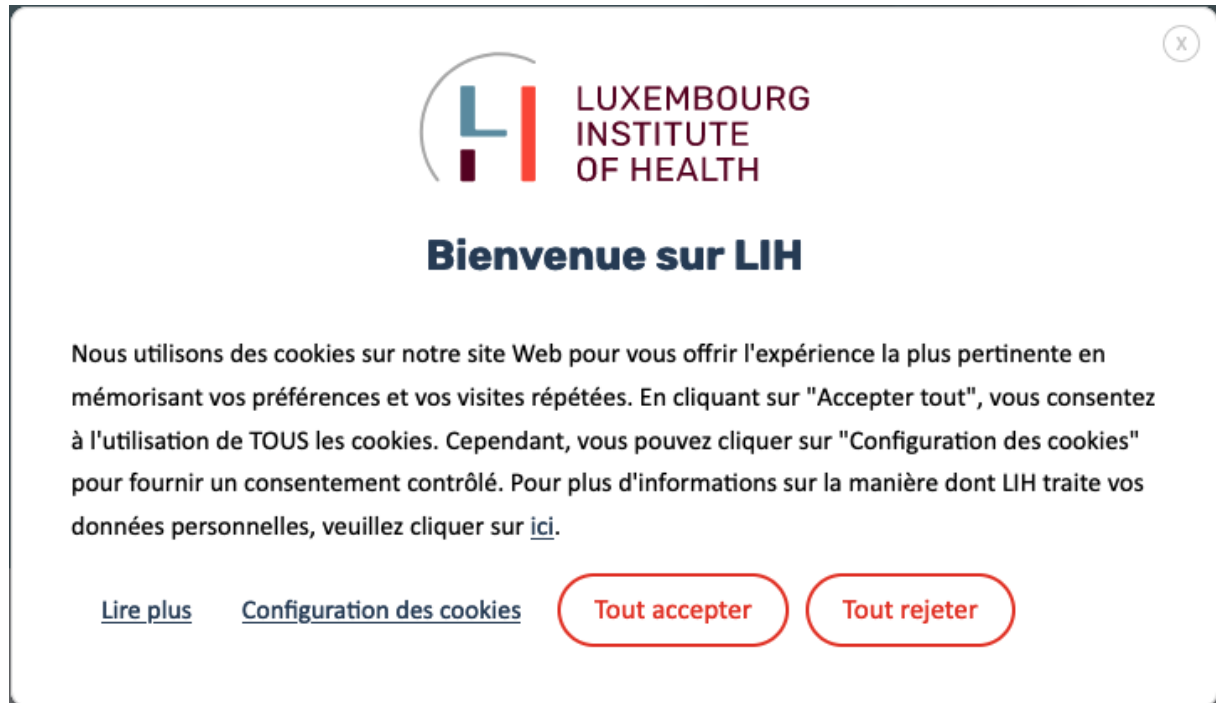 X
LUXEMBOURG
INSTITUTE
OF HEALTH
Bienvenue sur LIH
Nous utilisons des cookies sur notre site Web pour vous offrir l'expérience la plus pertinente en
mémorisant vos préférences et vos visites répétées. En cliquant sur "Accepter tout", vous consentez
à l'utilisation de TOUS les cookies. Cependant, vous pouvez cliquer sur "Configuration des cookies"
pour fournir un consentement contrôlé. Pour plus d'informations sur la manière dont LIH traite vos
données personnelles, veuillez cliquer sur ici.
Lire plus Configuration des cookies Tout accepter Tout rejeter